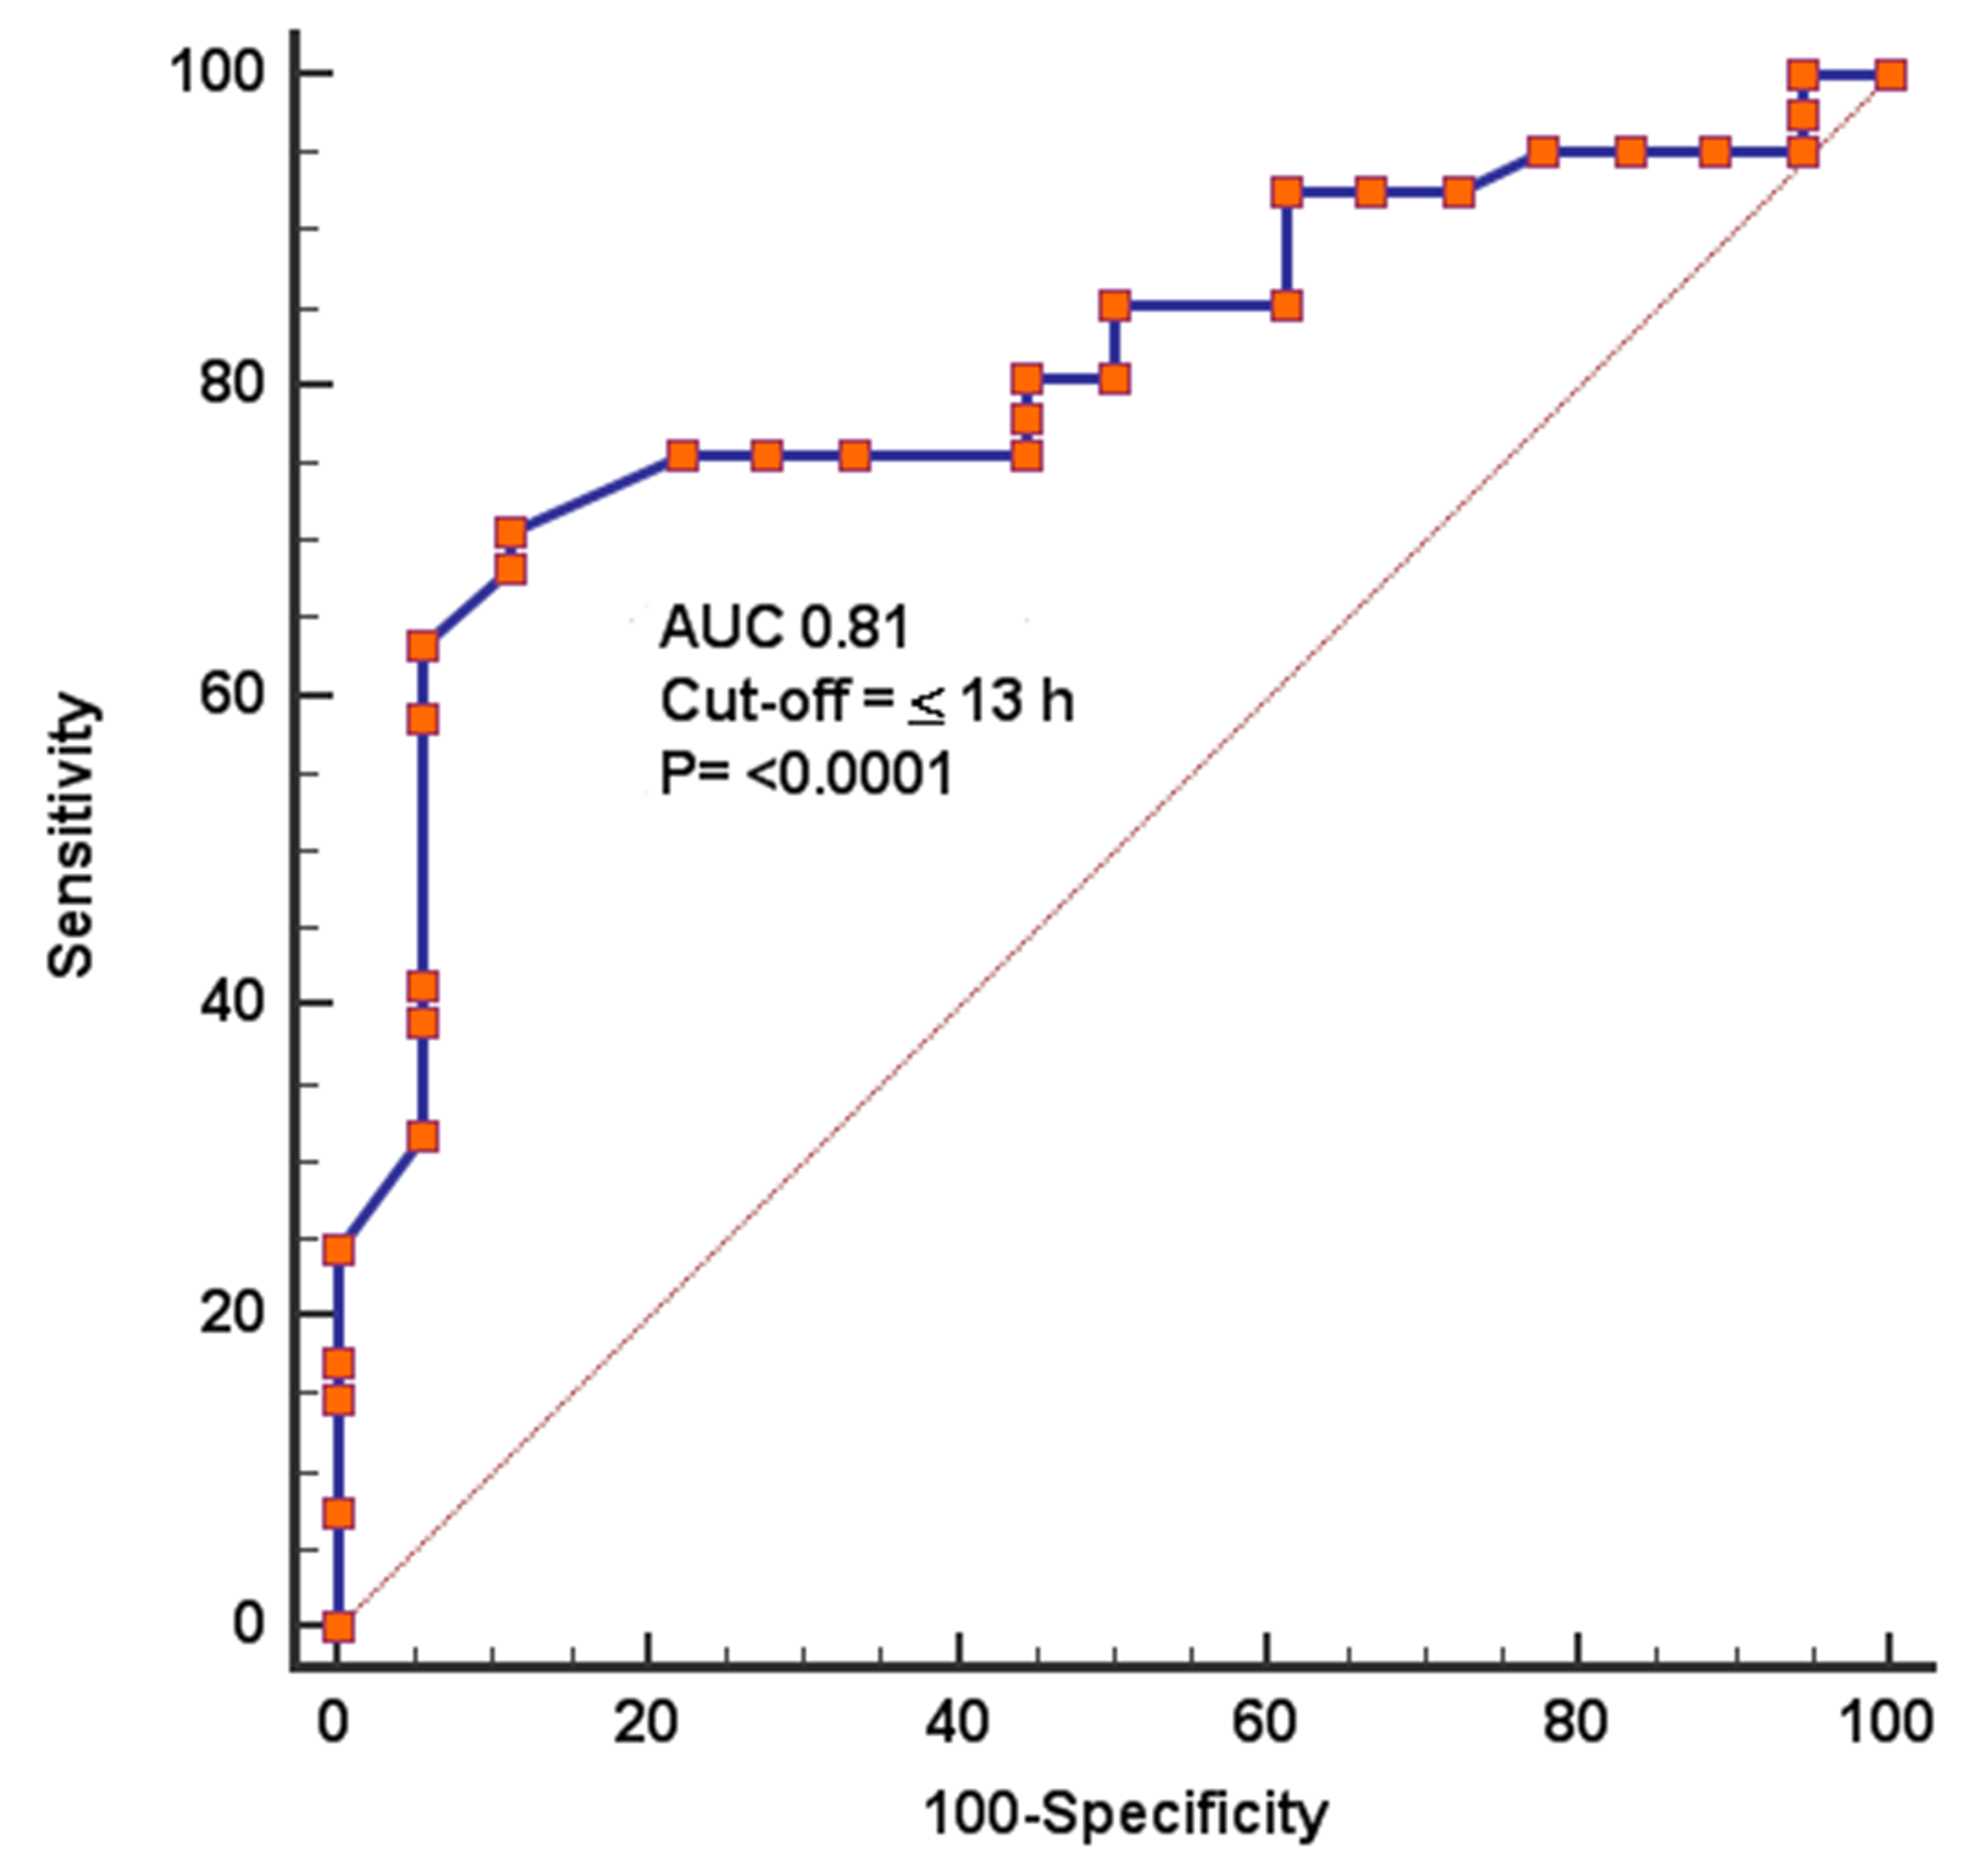 100
80
60
40
20
0
Sensitivity
AUC 0.81
Cut-off = ≤ 13 h
P= <0.0001
0 20 40 60 80 100
100-Specificity